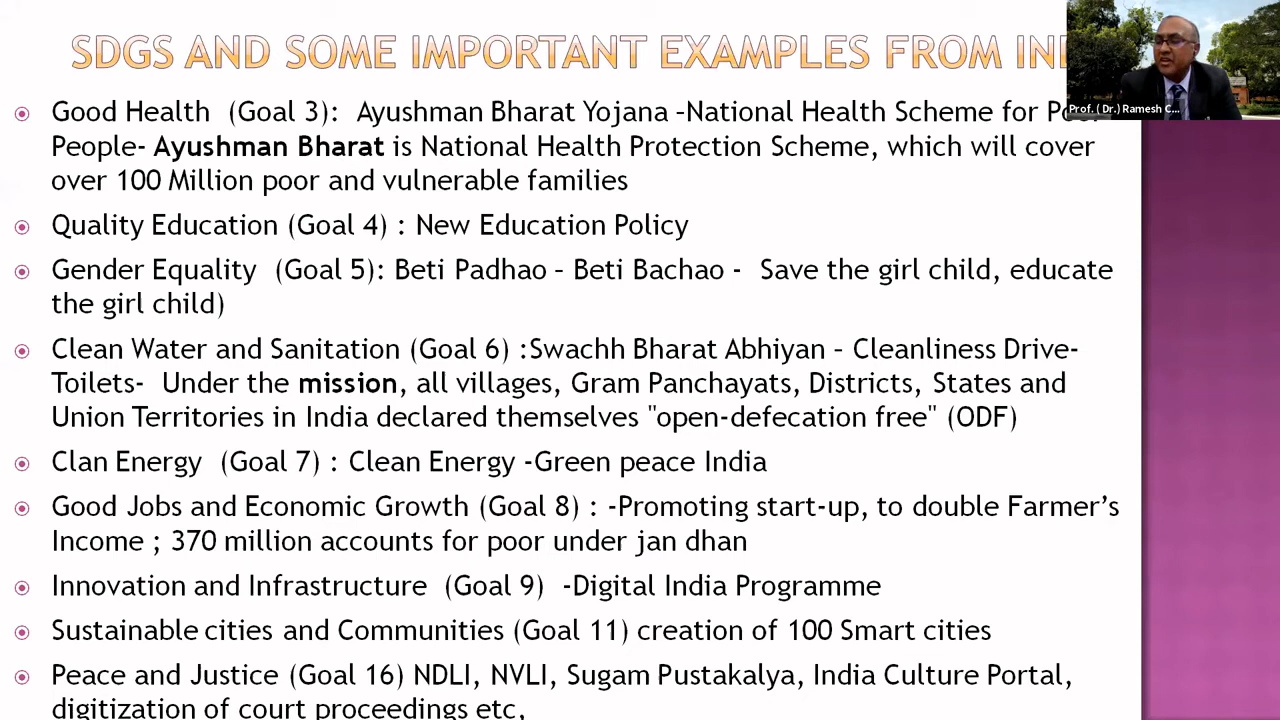 SDGS AND SOME IMPORTANT EXAMPLES FROM
Prof. ( Dr.) Ramesh C...
Good Health (Goal 3): Ayushman Bharat Yojana –National Health Scheme for
People- Ayushman Bharat is National Health Protection Scheme, which will cover
over 100 Million poor and vulnerable families
Quality Education (Goal 4) : New Education Policy
Gender Equality (Goal 5): Beti Padhao – Beti Bachao - Save the girl child, educate
the girl child)
Clean Water and Sanitation (Goal 6) :Swachh Bharat Abhiyan – Cleanliness Drive-
Toilets- Under the mission, all villages, Gram Panchayats, Districts, States and
Union Territories in India declared themselves "open-defecation free" (ODF)
Clan Energy (Goal 7) : Clean Energy -Green peace India
Good Jobs and Economic Growth (Goal 8) : -Promoting start-up, to double Farmer’s
Income ; 370 million accounts for poor under jan dhan
Innovation and Infrastructure (Goal 9) -Digital India Programme
Sustainable cities and Communities (Goal 11) creation of 100 Smart cities
Peace and Justice (Goal 16) NDLI, NVLI, Sugam Pustakalya, India Culture Portal,
digitization of court proceedings etc,